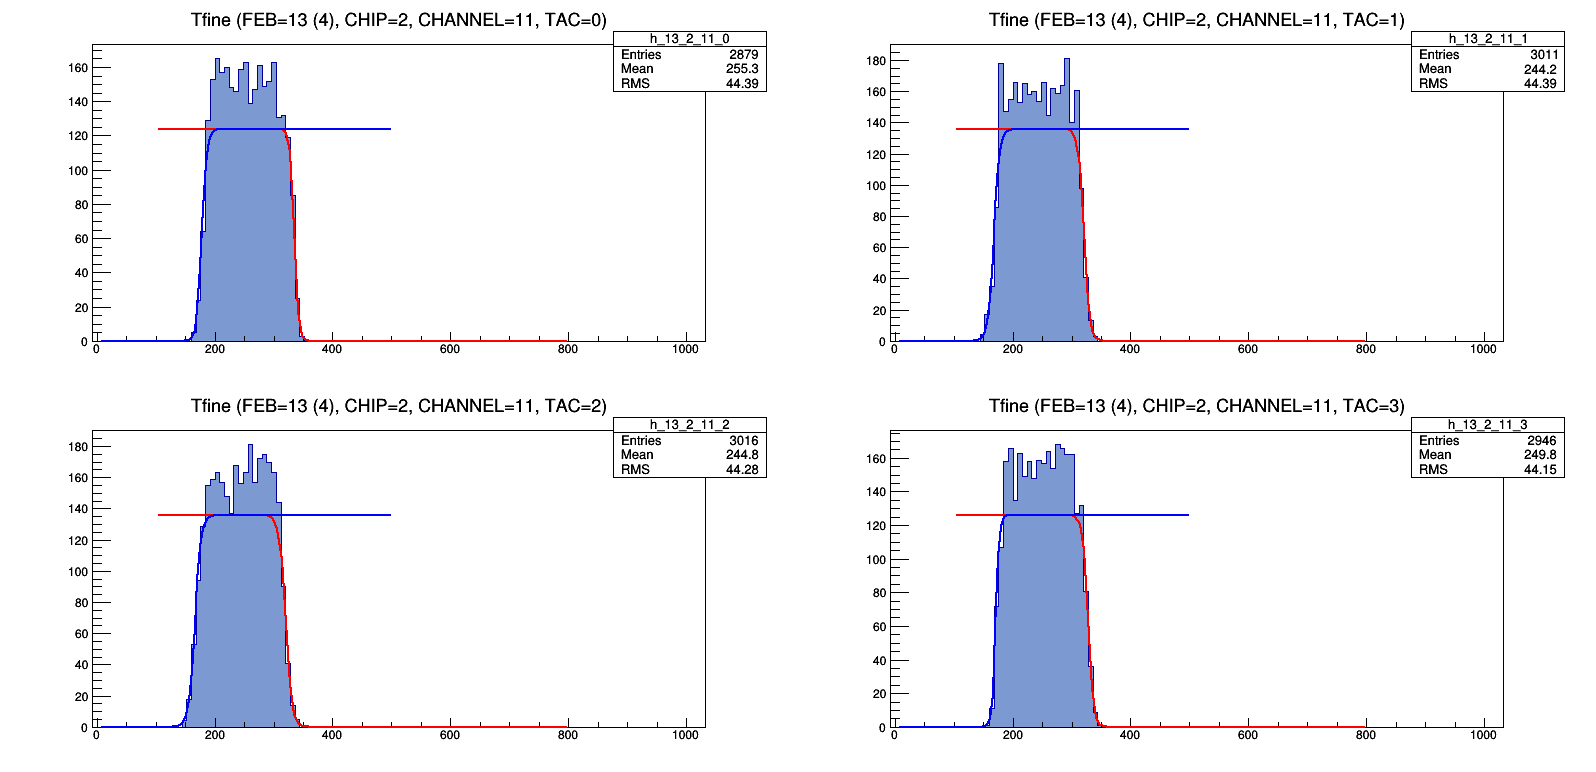 Tfine (FEB=13 (4), CHIP=2, CHANNEL=11, TAC=0)
h_13_2_11_0
Entries 2879
Mean 255.3
RMS 44.39
160
140
120
100
80
60
40
20
0
0 200 400 600 800 1000
Tfine (FEB=13 (4), CHIP=2, CHANNEL=11, TAC=1)
h_13_2_11_1
Entries 3011
Mean 244.2
RMS 44.39
180
160
140
120
100
80
60
40
20
0
0 200 400 600 800 1000
Tfine (FEB=13 (4), CHIP=2, CHANNEL=11, TAC=2)
h_13_2_11_2
Entries 3016
Mean 244.8
RMS 44.28
180
160
140
120
100
80
60
40
20
0
0 200 400 600 800 1000
Tfine (FEB=13 (4), CHIP=2, CHANNEL=11, TAC=3)
h_13_2_11_3
Entries 2946
Mean 249.8
RMS 44.15
160
140
120
100
80
60
40
20
0
0 200 400 600 800 1000